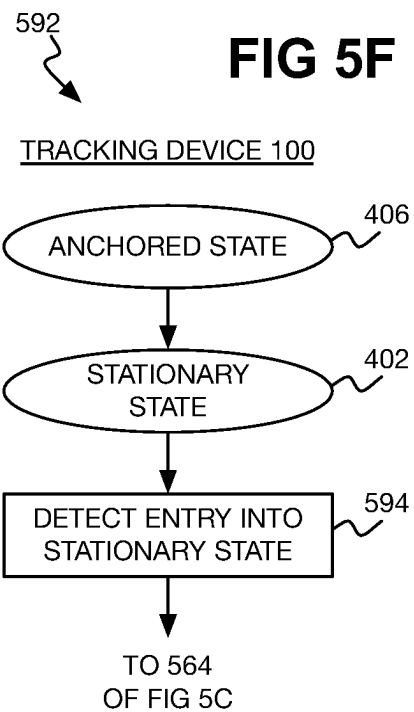 592
FIG 5F
TRACKING DEVICE 100
ANCHORED STATE
406
STATIONARY
STATE
402
DETECT ENTRY INTO
STATIONARY STATE
594
TO 564
OF FIG 5C